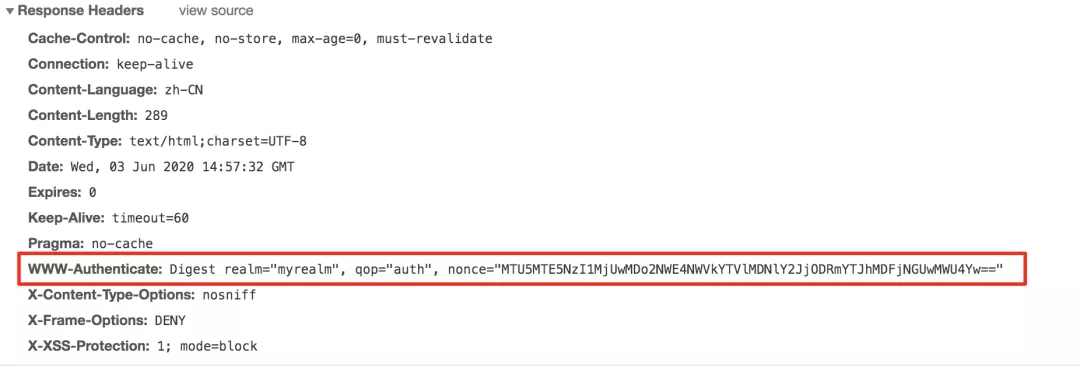 Response Headers view source
Cache-Control: no-cache, no-store, max-age=0, must-revalidate
Connection: keep-alive
Content-Language: zh-CN
Content-Length: 289
Content-Type: text/html;charset=UTF-8
Date: Wed, 03 Jun 2020 14:57:32 GMT
Expires: 0
Keep-Alive: timeout=60
Pragma: no-cache
WWW-Authenticate: Digest realm="myrealm", qop="auth", nonce="MTU5MTE5NzI1MjUwMDo2NWE4NWVkYTVlMDNlY2JjODRmYTJhMDFjNGUwMWU4Yw=="
X-Content-Type-Options: nosniff
X-Frame-Options: DENY
X-XSS-Protection: 1; mode=block